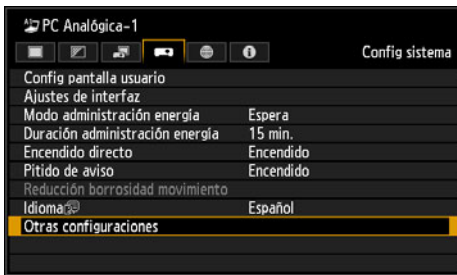 PC Analógica-1
Config sistema
Config pantalla usuario
Ajustes de interfaz
Modo administración energía Espera
Duración administración energía 15 min.
Encendido directo Encendido
Pitido de aviso Encendido
Reducción borrosidad movimiento
Idioma Español
Otras configuraciones